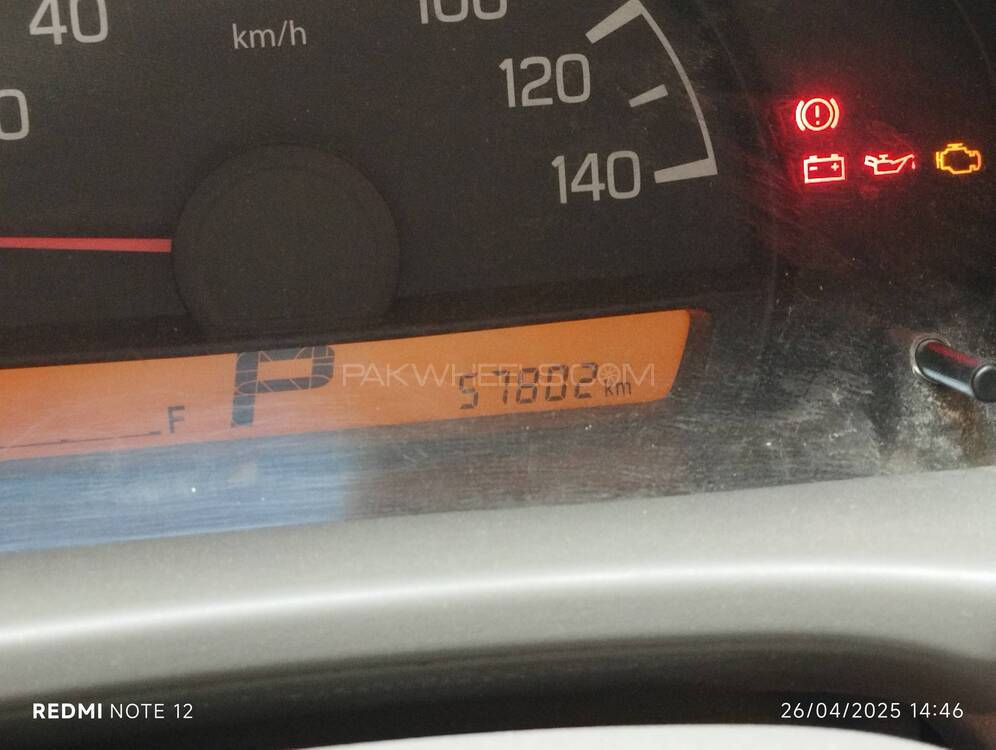 40
km/h
100
120
140
F
P
57802 km
PAKWHEELS.COM
REDMI NOTE 12
26/04/2025 14:46